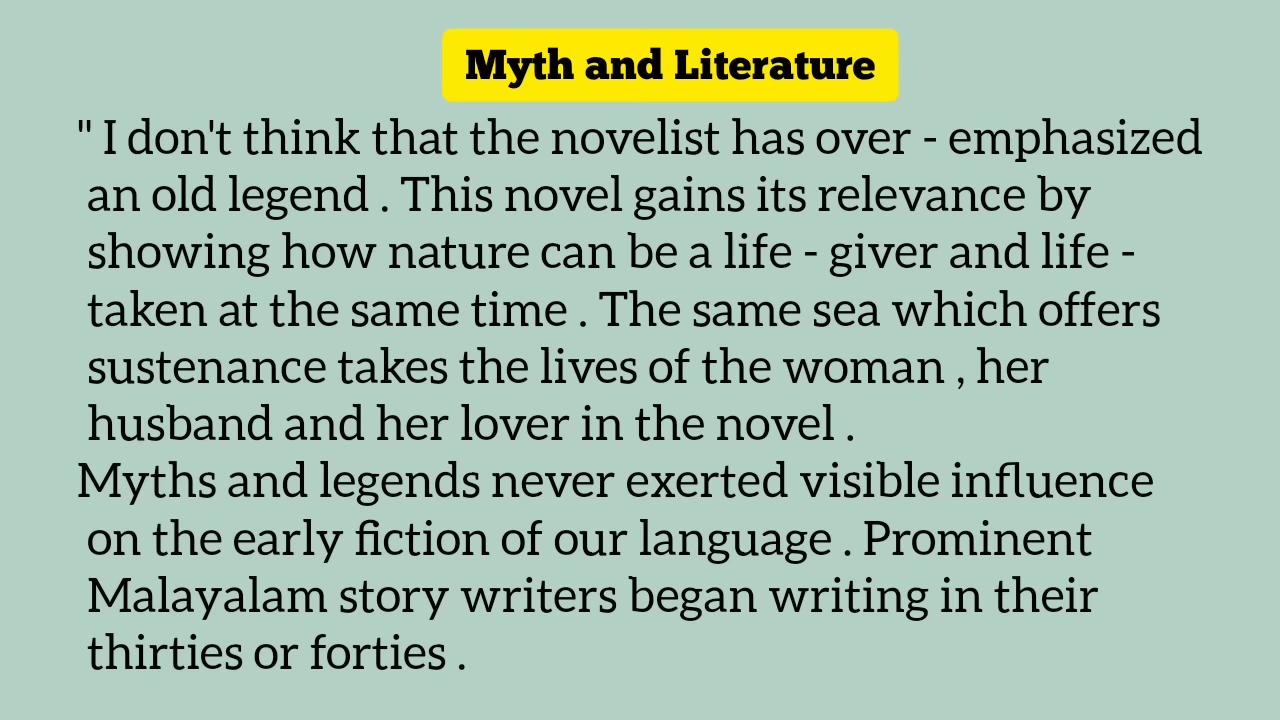 Myth and Literature
" I don't think that the novelist has over - emphasized
an old legend . This novel gains its relevance by
showing how nature can be a life - giver and life -
taken at the same time . The same sea which offers
sustenance takes the lives of the woman , her
husband and her lover in the novel .
Myths and legends never exerted visible influence
on the early fiction of our language . Prominent
Malayalam story writers began writing in their
thirties or forties .